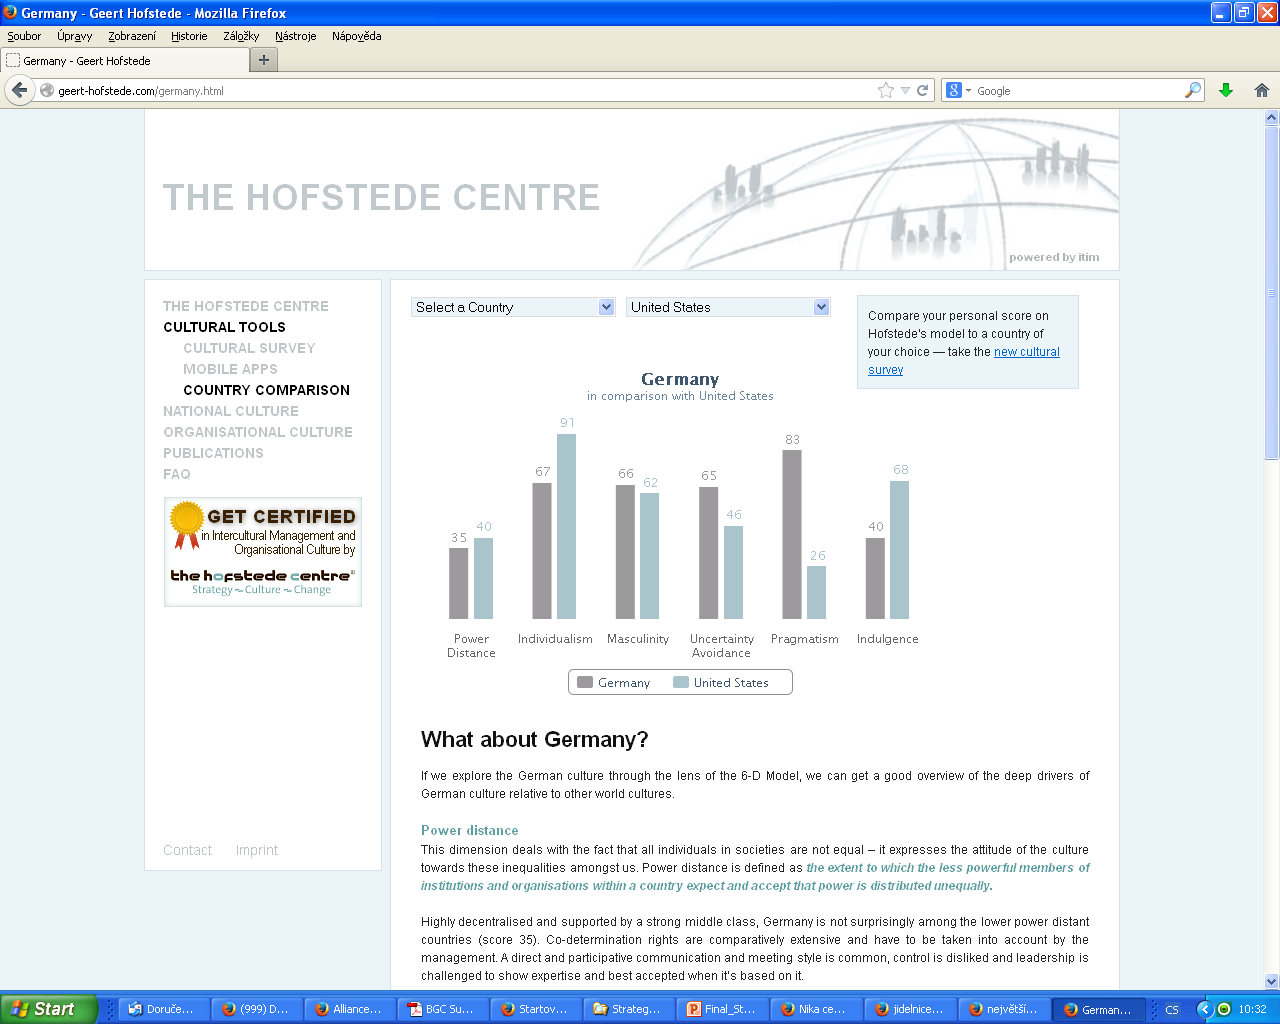 Germany - Geert Hofstede - Mozilla Firefox
Soubor Úpravy Zobrazení Historie Záložky Nástroje Nápověda
Germany - Geert Hofstede
geert-hofstede.com/germany.html
Google
THE HOFSTEDE CENTRE
powered by itim
THE HOFSTEDE CENTRE
CULTURAL TOOLS
CULTURAL SURVEY
MOBILE APPS
COUNTRY COMPARISON
NATIONAL CULTURE
ORGANISATIONAL CULTURE
PUBLICATIONS
FAQ
GET CERTIFIED
in Intercultural Management and
Organisational Culture by
the hofstede centre®
Strategy ~ Culture ~ Change
Contact Imprint
Select a Country United States
Compare your personal score on
Hofstede's model to a country of
your choice — take the new cultural
survey
Germany
in comparison with United States
35 40 67 91 66 62 65 46 83 26 40 68
Power Distance Individualism Masculinity Uncertainty Avoidance Pragmatism Indulgence
Germany United States
What about Germany?
If we explore the German culture through the lens of the 6-D Model, we can get a good overview of the deep drivers of
German culture relative to other world cultures.
Power distance
This dimension deals with the fact that all individuals in societies are not equal – it expresses the attitude of the culture
towards these inequalities amongst us. Power distance is defined as the extent to which the less powerful members of
institutions and organisations within a country expect and accept that power is distributed unequally.
Highly decentralised and supported by a strong middle class, Germany is not surprisingly among the lower power distant
countries (score 35). Co-determination rights are comparatively extensive and have to be taken into account by the
management. A direct and participative communication and meeting style is common, control is disliked and leadership is
challenged to show expertise and best accepted when it's based on it.
Start Doruče... (999) D... Alliance... BGC Su... Startov... Strateg... Final_St... Nika ce... jidelnice... největší... German... CS 10:32